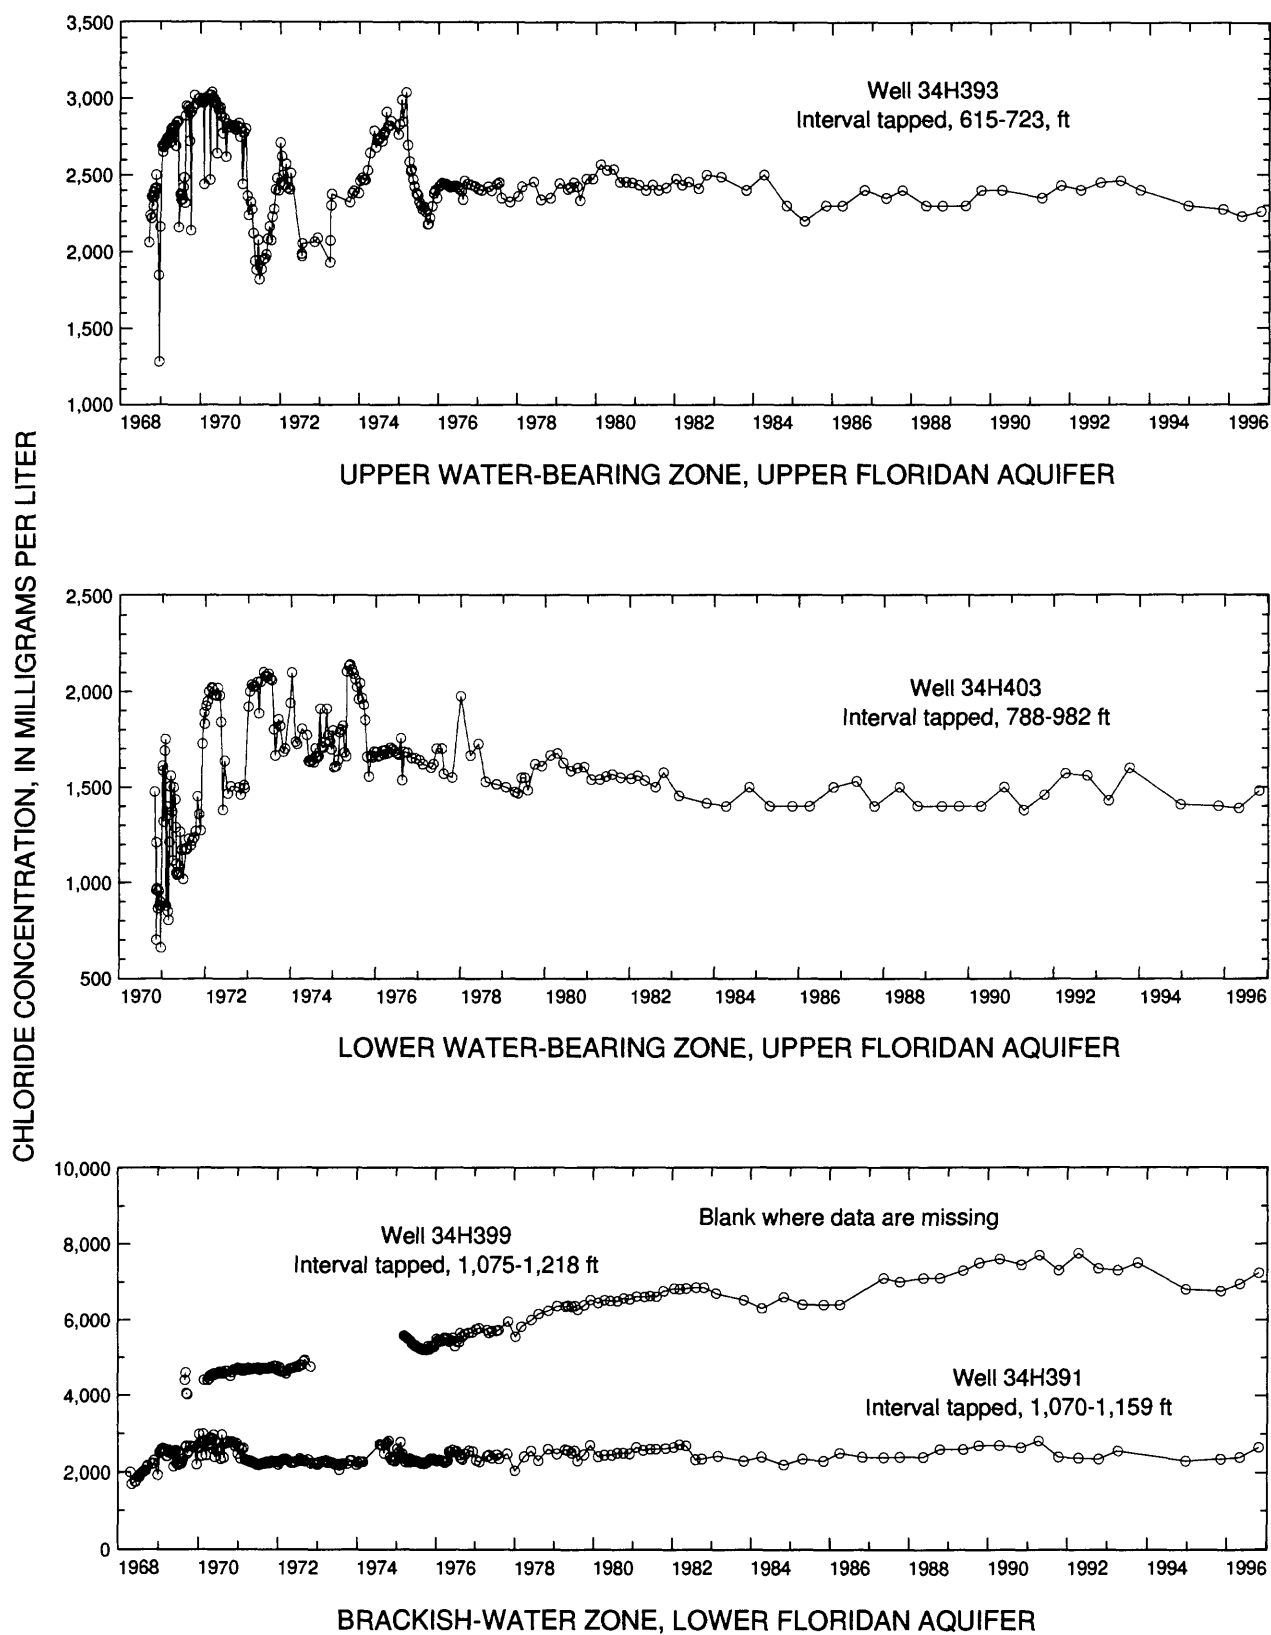 CHLORIDE CONCENTRATION, IN MILLIGRAMS PER LITER
3,500
3,000
2,500
2,000
1,500
1,000
Well 34H393
Interval tapped, 615-723, ft
1968 1970 1972 1974 1976 1978 1980 1982 1984 1986 1988 1990 1992 1994 1996
UPPER WATER-BEARING ZONE, UPPER FLORIDAN AQUIFER
2,500
2,000
1,500
1,000
500
Well 34H403
Interval tapped, 788-982 ft
1970 1972 1974 1976 1978 1980 1982 1984 1986 1988 1990 1992 1994 1996
LOWER WATER-BEARING ZONE, UPPER FLORIDAN AQUIFER
10,000
8,000
6,000
4,000
2,000
0
Blank where data are missing
Well 34H399
Interval tapped, 1,075-1,218 ft
Well 34H391
Interval tapped, 1,070-1,159 ft
1968 1970 1972 1974 1976 1978 1980 1982 1984 1986 1988 1990 1992 1994 1996
BRACKISH-WATER ZONE, LOWER FLORIDAN AQUIFER